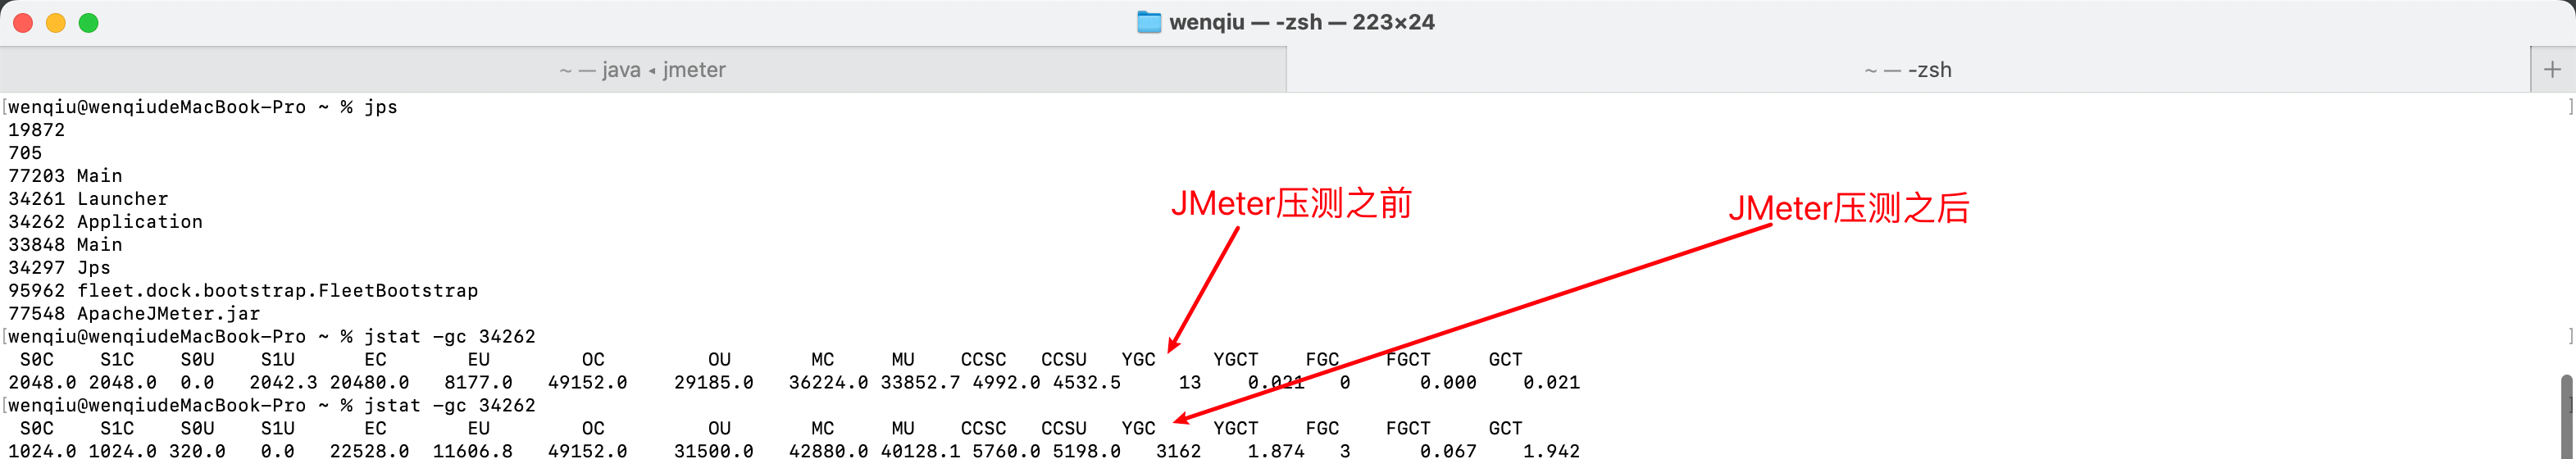 wenqiu — -zsh — 223×24
~ — java ◂ jmeter
~ — -zsh
+
[wenqiu@wenqiudeMacBook-Pro ~ % jps ]
19872
705
77203 Main
34261 Launcher
34262 Application
33848 Main
34297 Jps
95962 fleet.dock.bootstrap.FleetBootstrap
77548 ApacheJMeter.jar
JMeter压测之前
JMeter压测之后
[wenqiu@wenqiudeMacBook-Pro ~ % jstat -gc 34262 ]
S0C S1C S0U S1U EC EU OC OU MC MU CCSC CCSU YGC YGCT FGC FGCT GCT
2048.0 2048.0 0.0 2042.3 20480.0 8177.0 49152.0 29185.0 36224.0 33852.7 4992.0 4532.5 13 0.021 0 0.000 0.021
[wenqiu@wenqiudeMacBook-Pro ~ % jstat -gc 34262 ]
S0C S1C S0U S1U EC EU OC OU MC MU CCSC CCSU YGC YGCT FGC FGCT GCT
1024.0 1024.0 320.0 0.0 22528.0 11606.8 49152.0 31500.0 42880.0 40128.1 5760.0 5198.0 3162 1.874 3 0.067 1.942